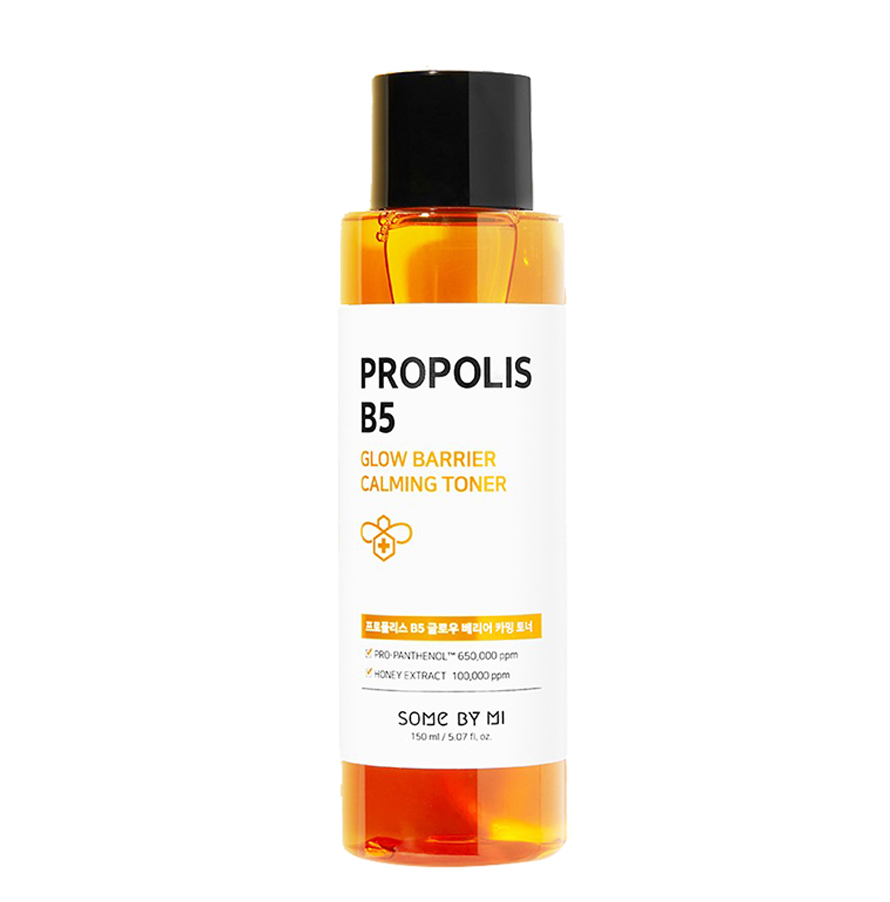 PROPOLIS
B5
GLOW BARRIER
CALMING TONER
프로폴리스 B5 글로우 베리어 카밍 토너
PRO-PANTHENOL™ 650,000 ppm
HONEY EXTRACT 100,000 ppm
SOME BY MI
150 ml / 5.07 fl. oz.